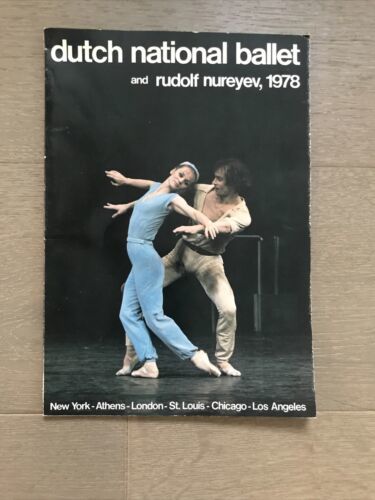 dutch national ballet
and rudolf nureyev, 1978
New York - Athens - London - St. Louis - Chicago - Los Angeles